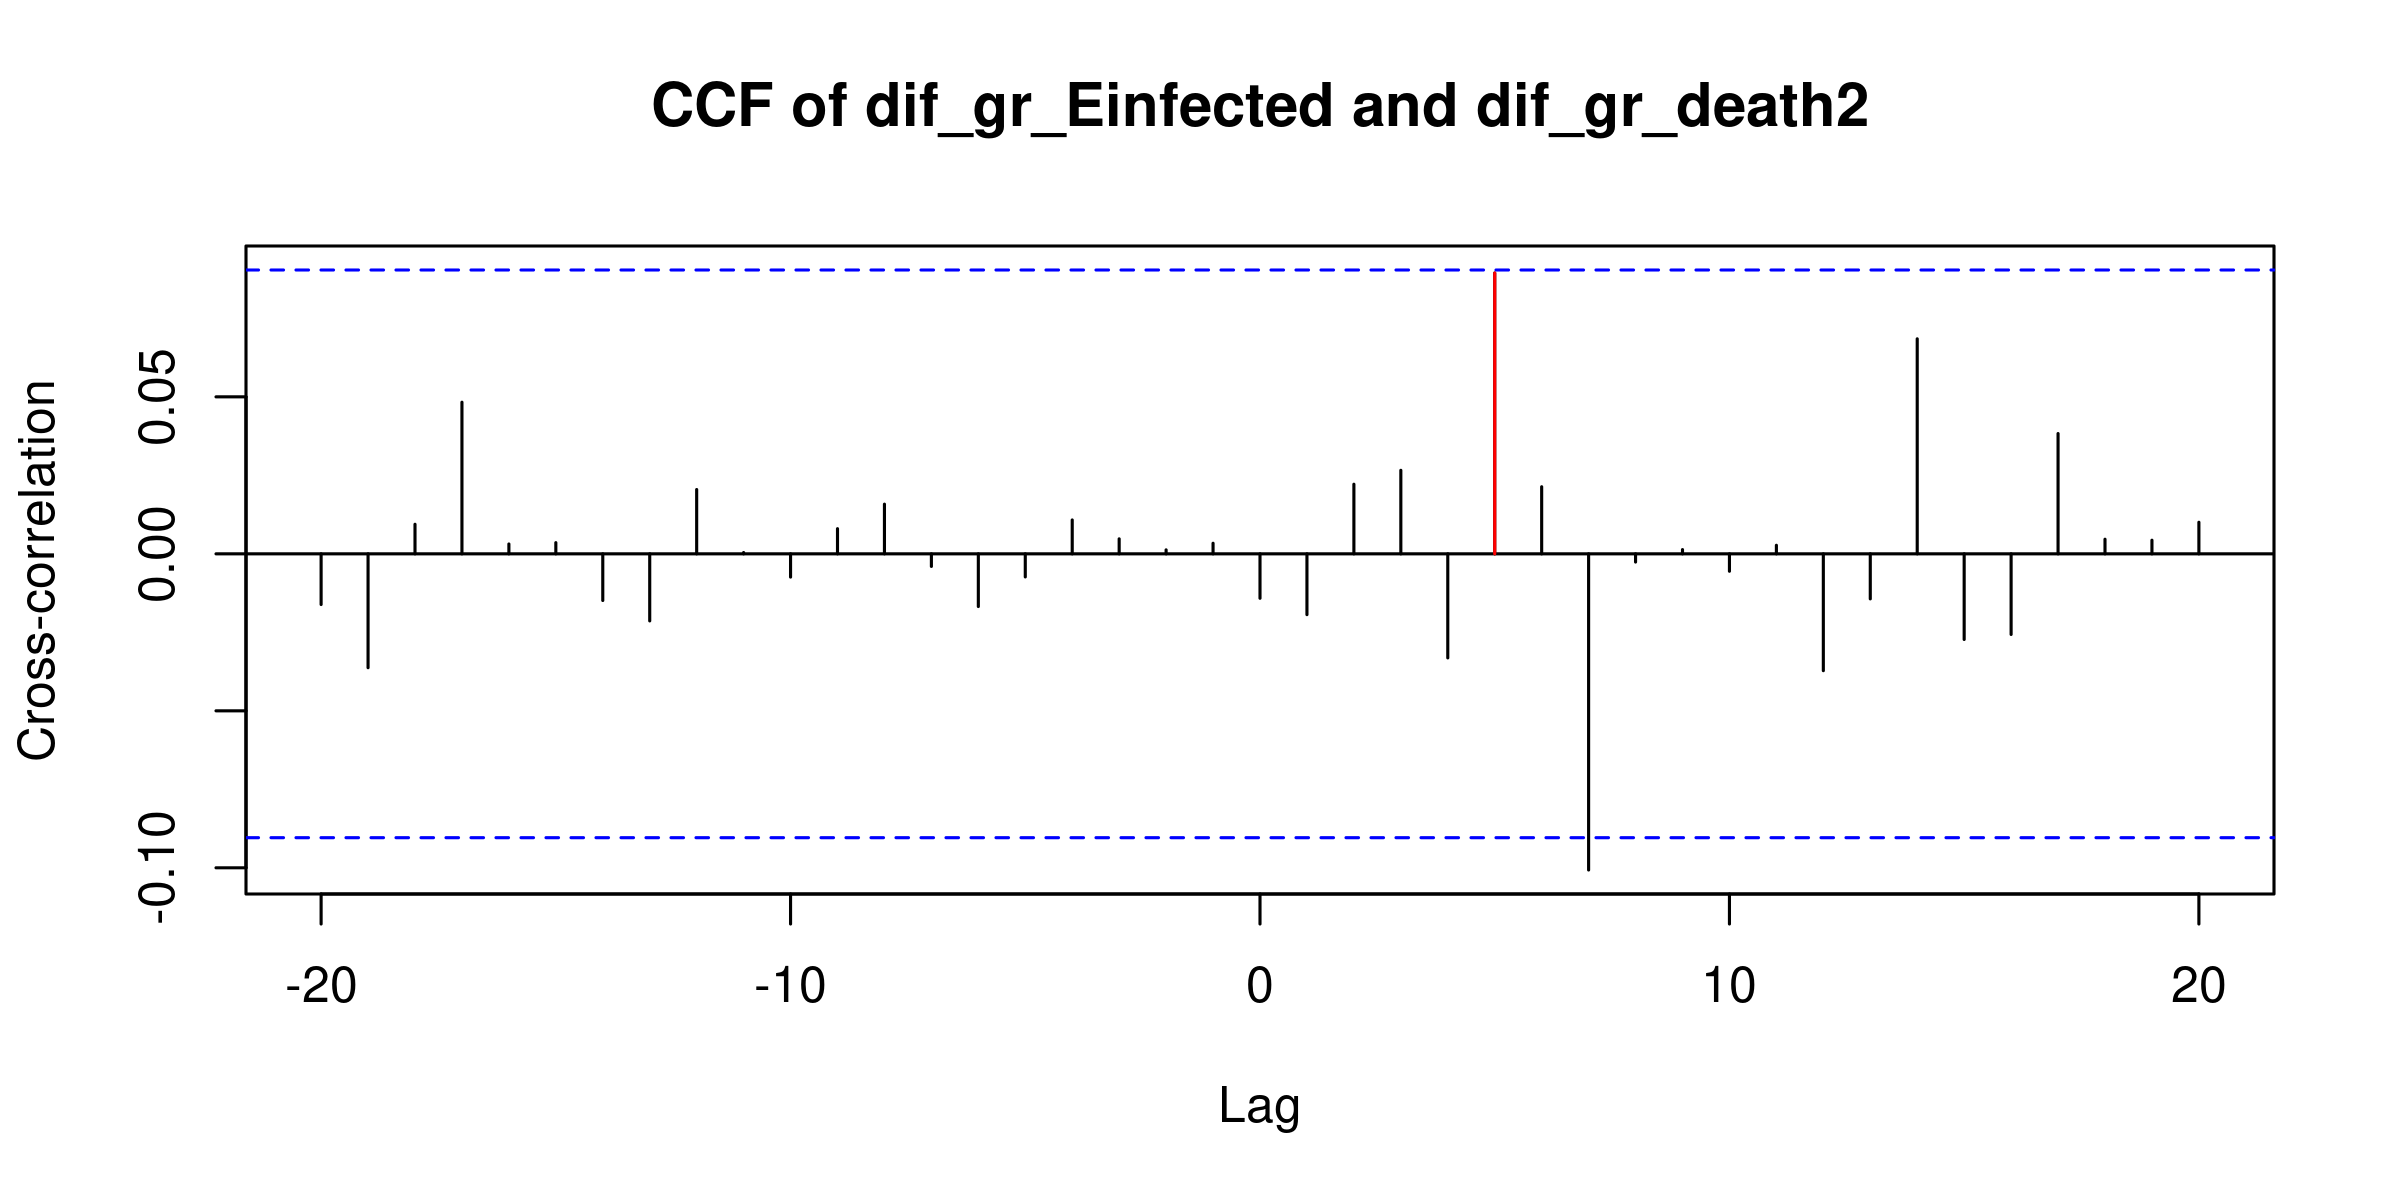 CCF of dif_gr_Einfected and dif_gr_death2
Cross-correlation
0.05
0.00
-0.10
-20 -10 0 10 20
Lag